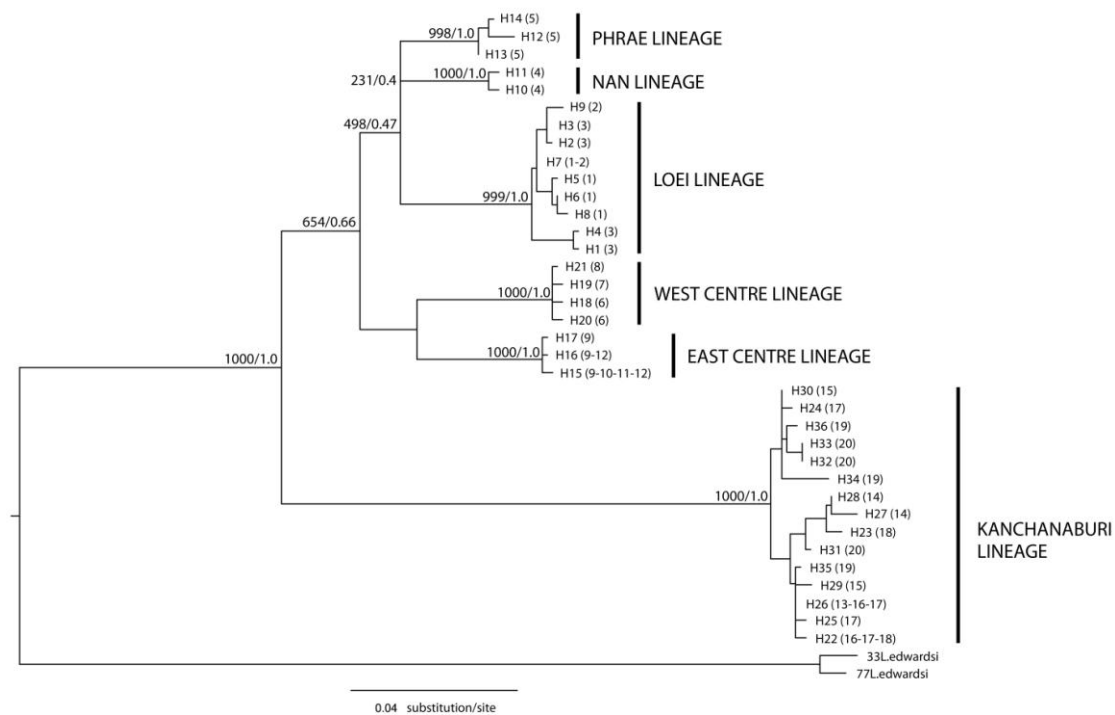 H14 (5)
998/1.0
H12 (5)
PHRAE LINEAGE
H13 (5)
231/0.4
1000/1.0
H11 (4)
NAN LINEAGE
H10 (4)
498/0.47
H9 (2)
H3 (3)
H2 (3)
H7 (1-2)
LOEI LINEAGE
H5 (1)
999/1.0
H6 (1)
H8 (1)
654/0.66
H4 (3)
H1 (3)
H21 (8)
1000/1.0
H19 (7)
WEST CENTRE LINEAGE
H18 (6)
H20 (6)
H17 (9)
1000/1.0
H16 (9-12)
EAST CENTRE LINEAGE
1000/1.0
H15 (9-10-11-12)
H30 (15)
H24 (17)
H36 (19)
H33 (20)
H32 (20)
H34 (19)
1000/1.0
H28 (14)
H27 (14)
H23 (18)
KANCHANABURI
LINEAGE
H31 (20)
H35 (19)
H29 (15)
H26 (13-16-17)
H25 (17)
H22 (16-17-18)
33L.edwardsi
77L.edwardsi
0.04 substitution/site